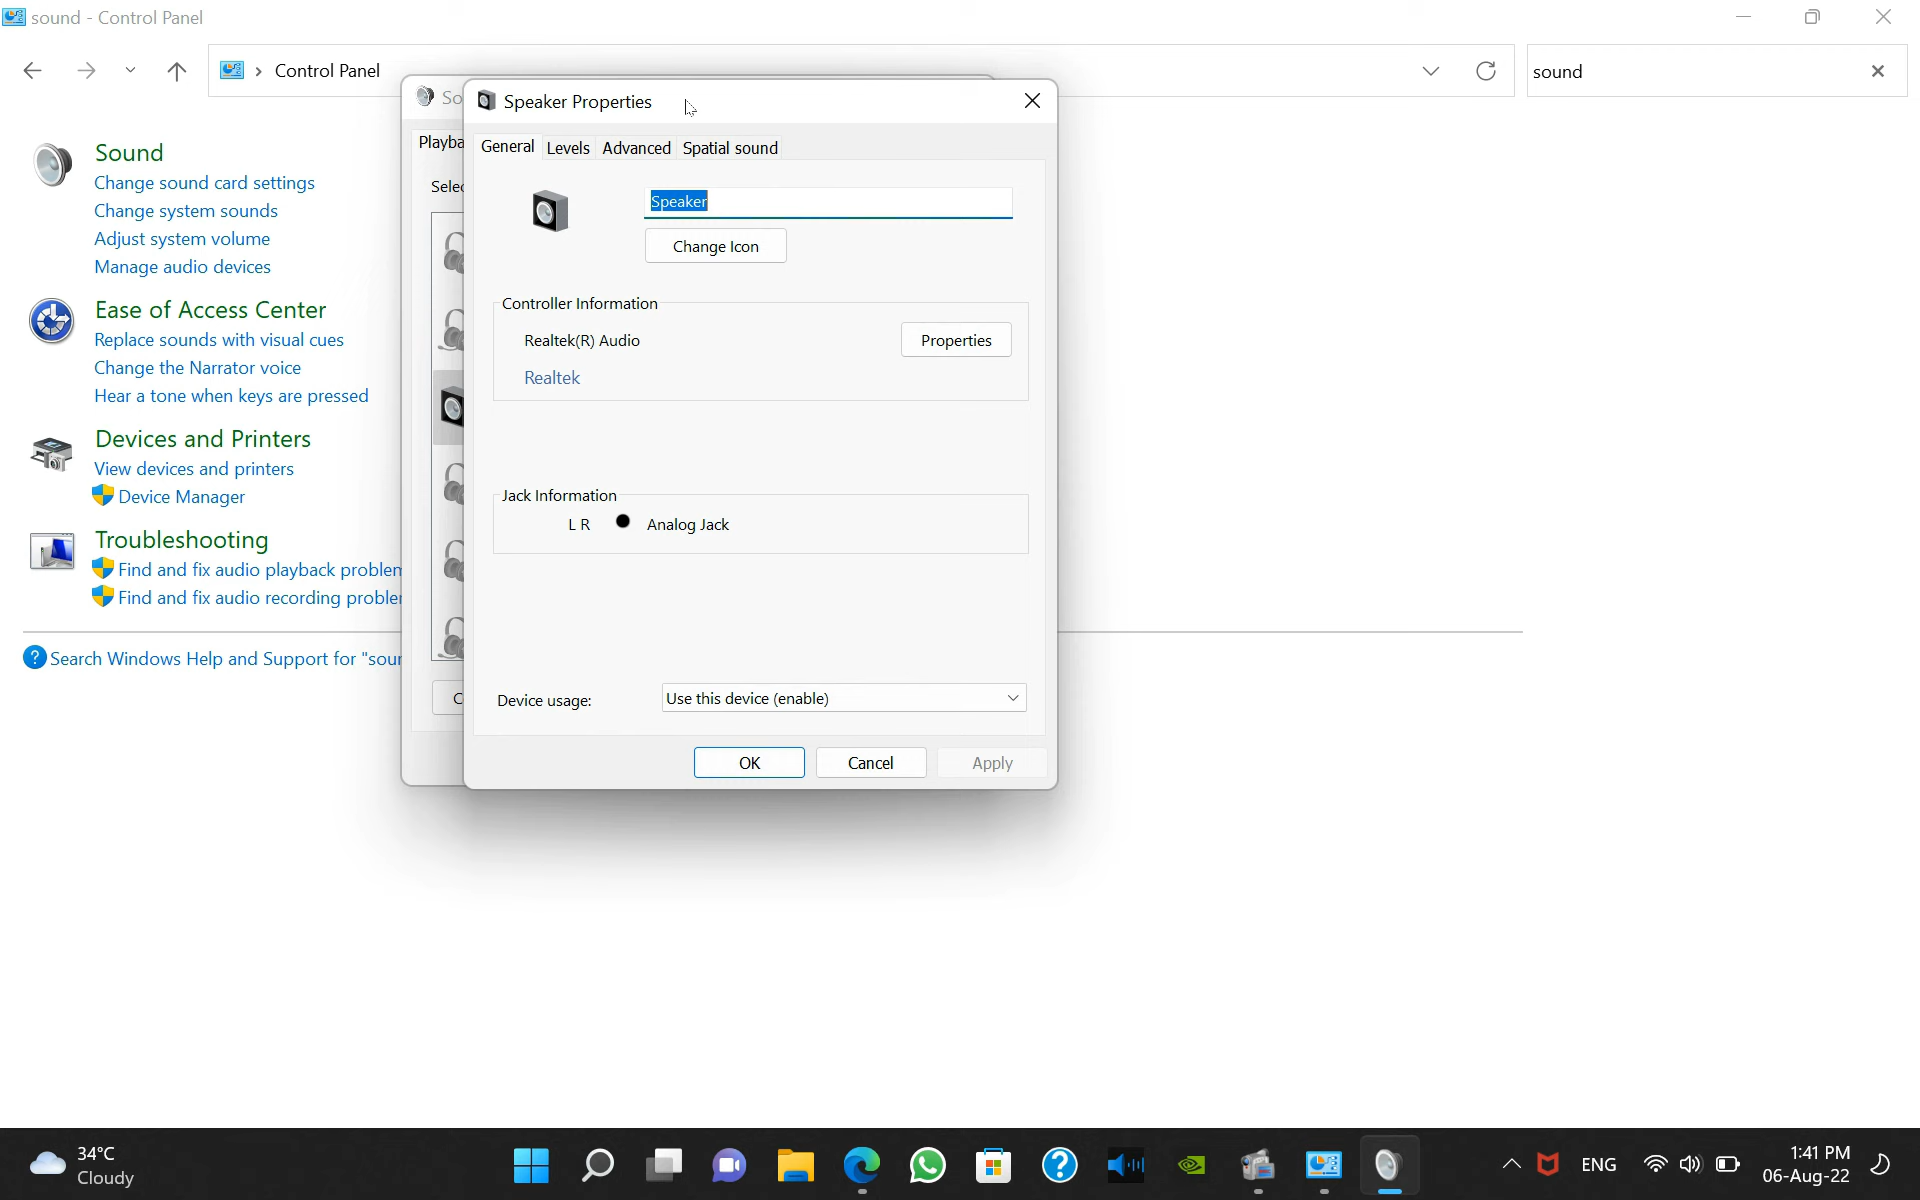 sound - Control Panel
Control Panel
sound
Sound
Change sound card settings
Change system sounds
Adjust system volume
Manage audio devices
Ease of Access Center
Replace sounds with visual cues
Change the Narrator voice
Hear a tone when keys are pressed
Devices and Printers
View devices and printers
Device Manager
Troubleshooting
Find and fix audio playback problem
Find and fix audio recording probler
? Search Windows Help and Support for "sour
So
Playba
Selec
C
Speaker Properties
General Levels Advanced Spatial sound
Speaker
Change Icon
Controller Information
Realtek(R) Audio
Properties
Realtek
Jack Information
L R Analog Jack
Device usage:
Use this device (enable)
OK Cancel Apply
34°C
Cloudy
ENG
1:41 PM
06-Aug-22